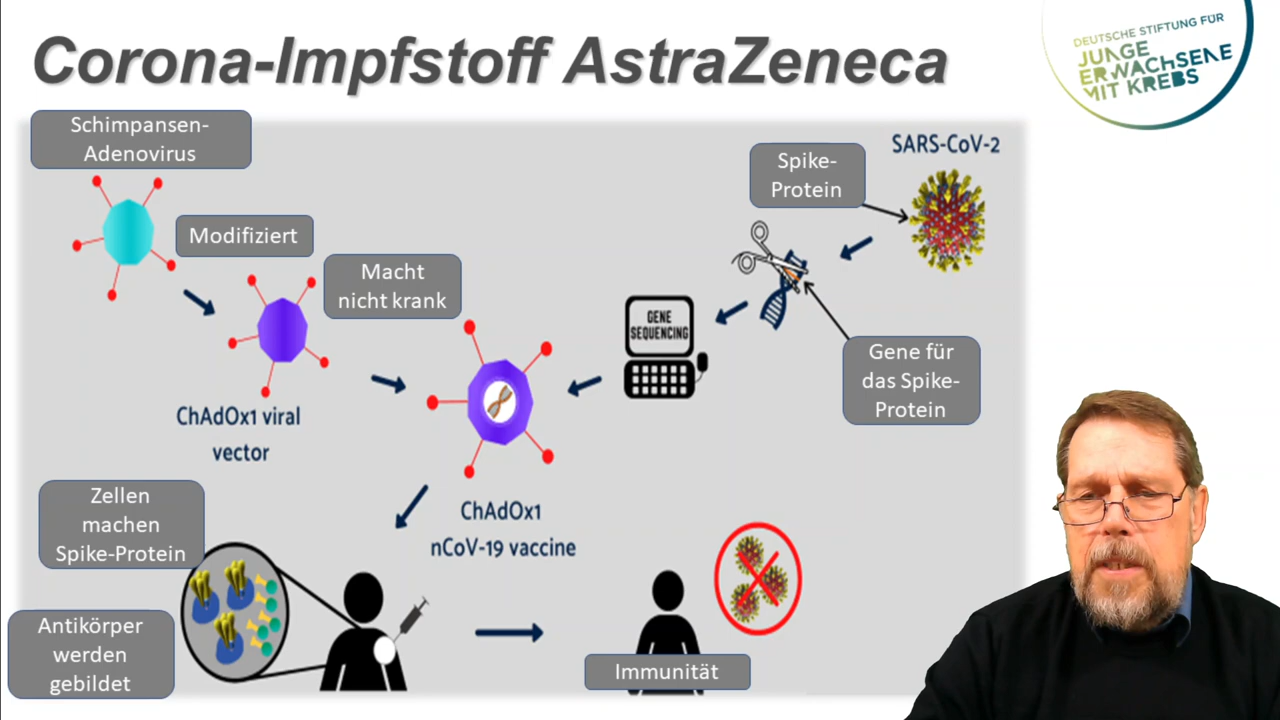 Corona-Impfstoff AstraZeneca
DEUTSCHE STIFTUNG FÜR
JUNGE
ERWACHSENE
MIT KREBS
Schimpansen-
Adenovirus
Modifiziert
Macht
nicht krank
Spike-
Protein
SARS-CoV-2
GENE
SEQUENCING
Gene für
das Spike-
Protein
ChAdOx1 viral
vector
ChAdOx1
nCoV-19 vaccine
Zellen
machen
Spike-Protein
Antikörper
werden
gebildet
Immunität